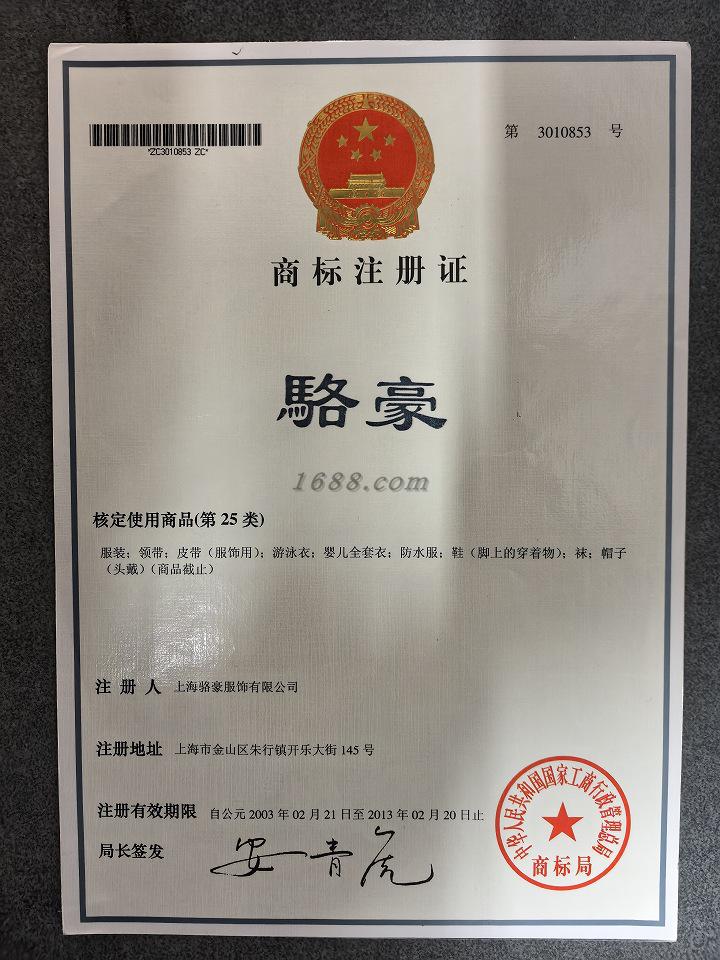 第 3010853 号
*ZC3010853 ZC*
商标注册证
駱豪
1688.com
核定使用商品(第 25 类)
服装；领带；皮带（服饰用）；游泳衣；婴儿全套衣；防水服；鞋（脚上的穿着物）；袜；帽子
（头戴）（商品截止）
注 册 人 上海骆豪服饰有限公司
注册地址 上海市金山区朱行镇开乐大街 145 号
注册有效期限 自公元 2003 年 02 月 21 日至 2013 年 02 月 20 日止
局长签发 安青虎
中华人民共和国国家工商行政管理总局
商标局